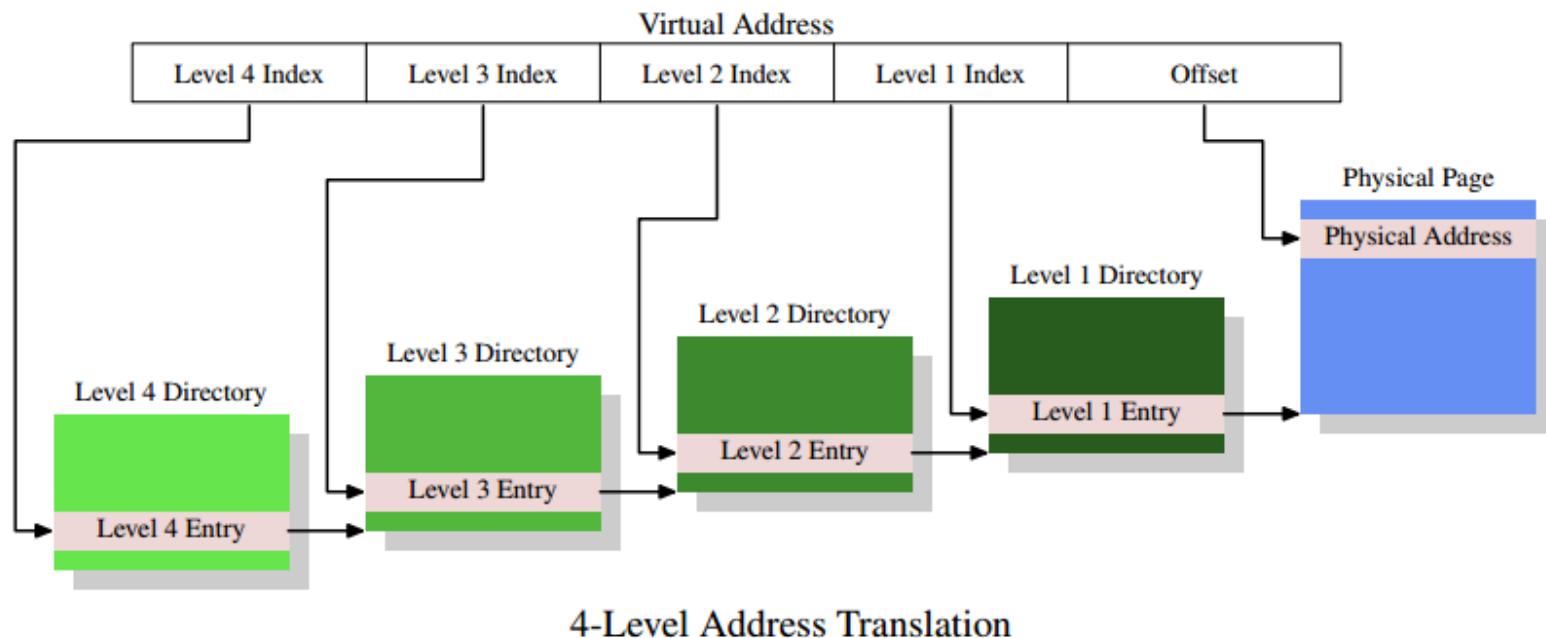 Virtual Address
Level 4 Index
Level 3 Index
Level 2 Index
Level 1 Index
Offset
Physical Page
Physical Address
Level 1 Directory
Level 1 Entry
Level 2 Directory
Level 2 Entry
Level 3 Directory
Level 3 Entry
Level 4 Directory
Level 4 Entry
4-Level Address Translation